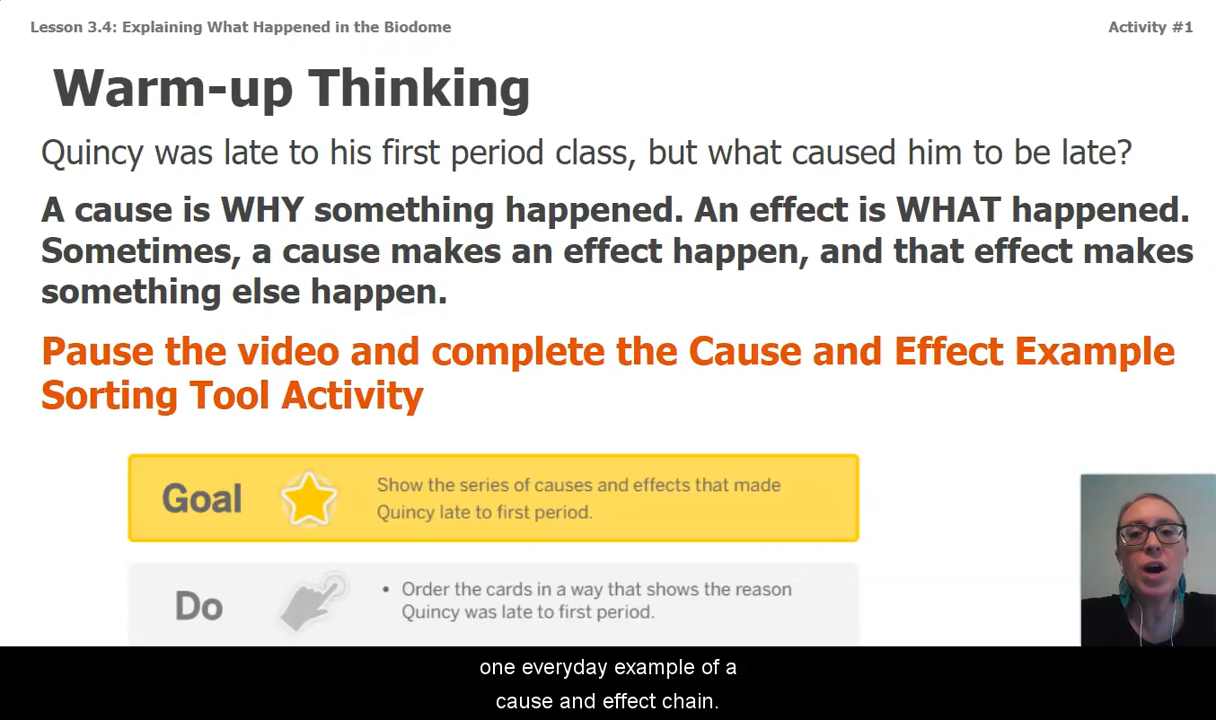 Lesson 3.4: Explaining What Happened in the Biodome
Activity #1
Warm-up Thinking
Quincy was late to his first period class, but what caused him to be late?
A cause is WHY something happened. An effect is WHAT happened.
Sometimes, a cause makes an effect happen, and that effect makes
something else happen.
Pause the video and complete the Cause and Effect Example
Sorting Tool Activity
Goal
Show the series of causes and effects that made
Quincy late to first period.
Do
• Order the cards in a way that shows the reason
Quincy was late to first period.
one everyday example of a
cause and effect chain.